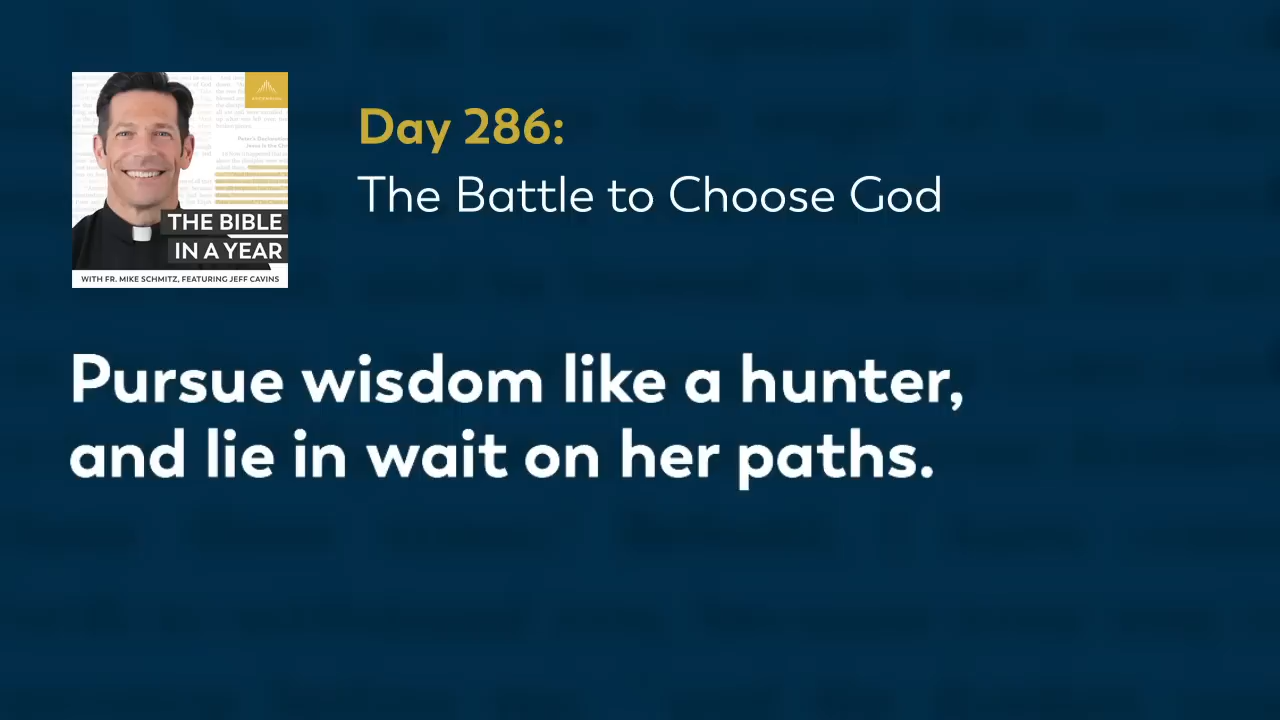 Day 286:
The Battle to Choose God
THE BIBLE
IN A YEAR
WITH FR. MIKE SCHMITZ, FEATURING JEFF CAVINS
Pursue wisdom like a hunter,
and lie in wait on her paths.